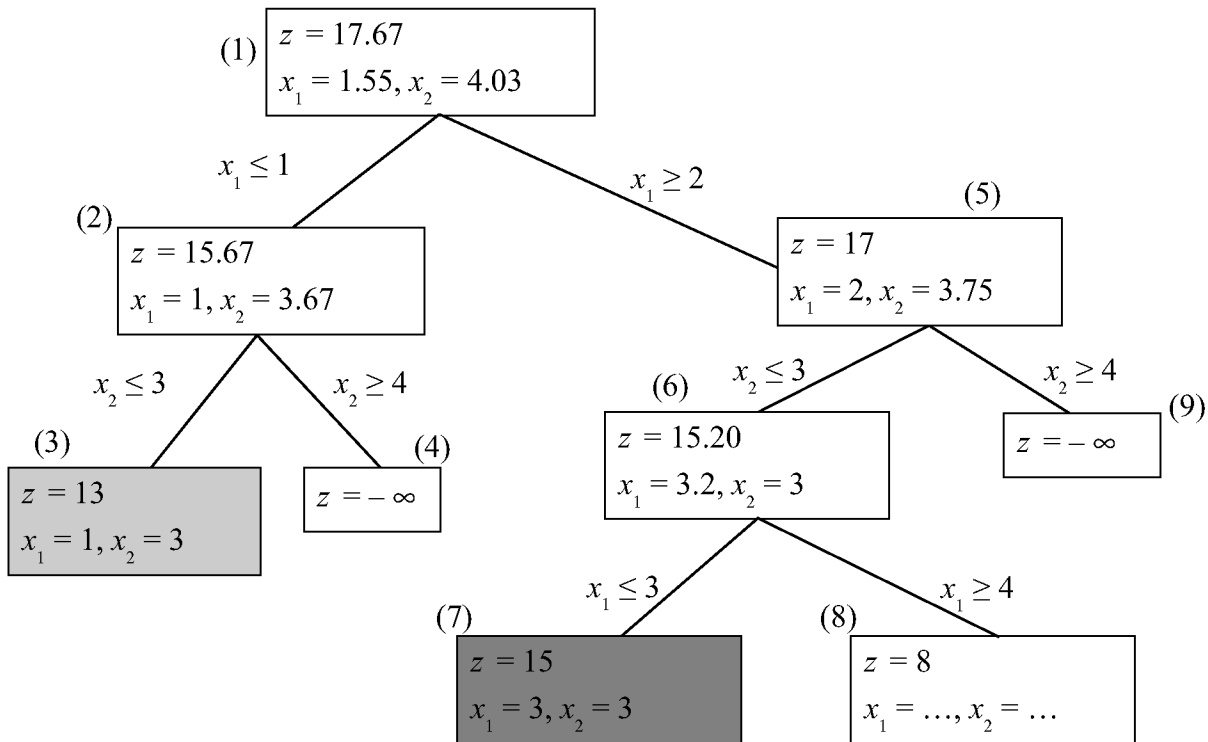 (1)
z = 17.67
x₁ = 1.55, x₂ = 4.03
x₁ ≤ 1
x₁ ≥ 2
(2)
z = 15.67
x₁ = 1, x₂ = 3.67
(5)
z = 17
x₁ = 2, x₂ = 3.75
x₂ ≤ 3
x₂ ≥ 4
x₂ ≤ 3
x₂ ≥ 4
(3)
z = 13
x₁ = 1, x₂ = 3
(4)
z = – ∞
(6)
z = 15.20
x₁ = 3.2, x₂ = 3
(9)
z = – ∞
x₁ ≤ 3
x₁ ≥ 4
(7)
z = 15
x₁ = 3, x₂ = 3
(8)
z = 8
x₁ = …, x₂ = …